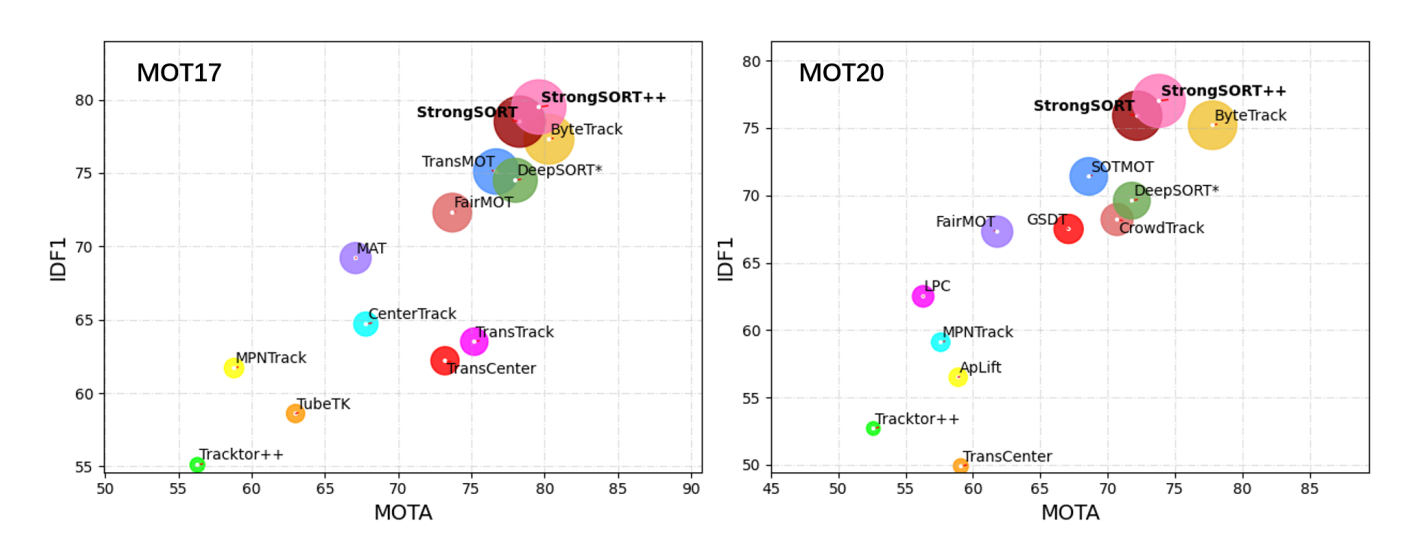 MOT17
80
75
70
65
60
55
IDF1
StrongSORT++
StrongSORT
ByteTrack
TransMOT
DeepSORT*
FairMOT
MAT
CenterTrack
TransTrack
MPNTrack
TransCenter
TubeTK
Tracktor++
50 55 60 65 70 75 80 85 90
MOTA
MOT20
80
75
70
65
60
55
50
IDF1
StrongSORT++
StrongSORT
ByteTrack
SOTMOT
DeepSORT*
FairMOT
GSDT
CrowdTrack
LPC
MPNTrack
ApLift
Tracktor++
TransCenter
45 50 55 60 65 70 75 80 85
MOTA